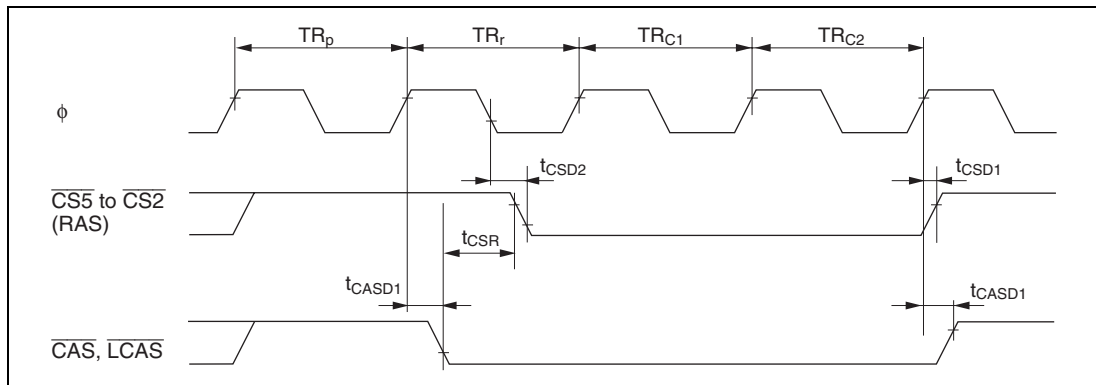 TRp TRr TRC1 TRC2
ϕ
tCSD2 tCSD1
CS5 to CS2
(RAS)
tCSR
tCASD1 tCASD1
CAS, LCAS